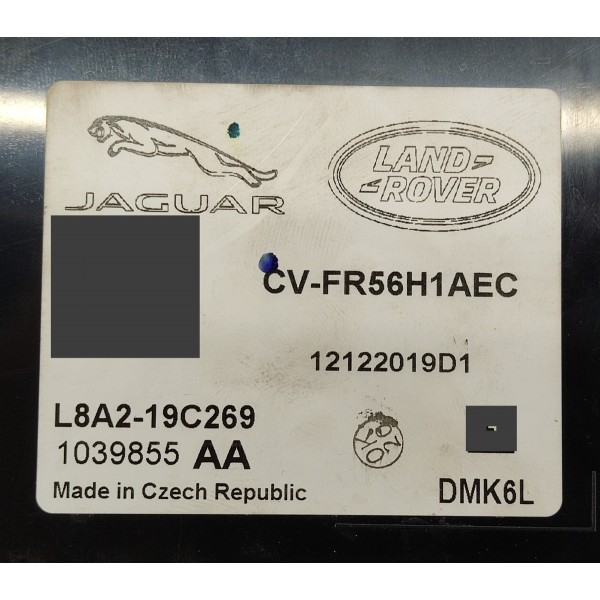 JAGUAR
LAND-
-ROVER
CV-FR56H1AEC
12122019D1
L8A2-19C269
1039855 AA
Made in Czech Republic
DMK6L